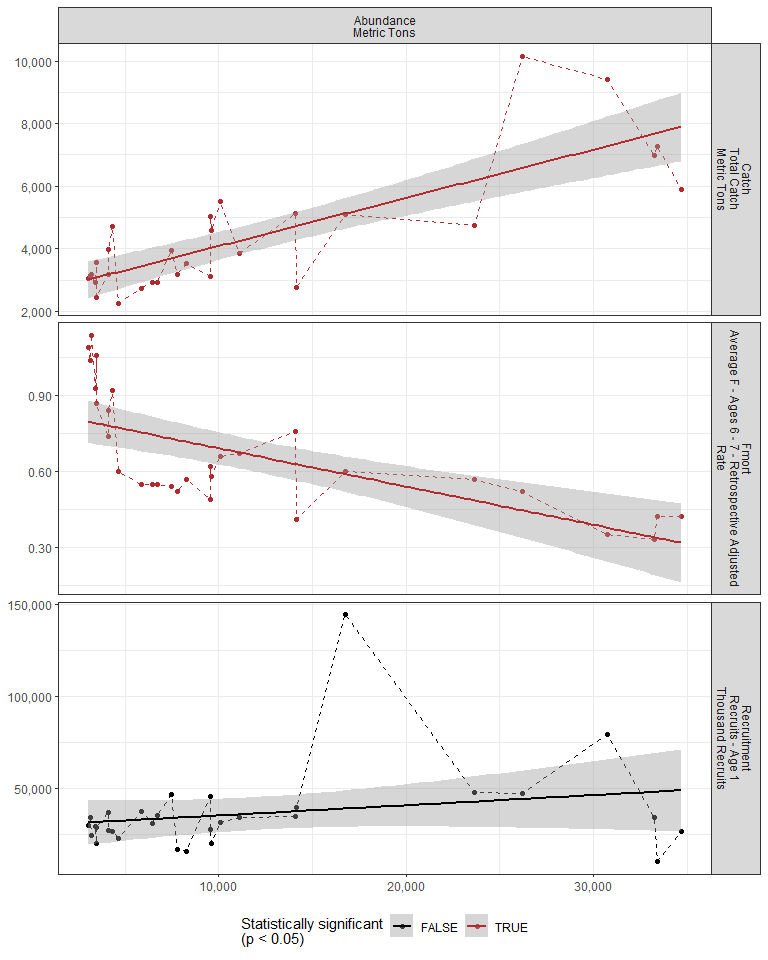 Abundance
Metric Tons
10,000
8,000
6,000
4,000
2,000
Catch
Total Catch
Metric Tons
0.90
0.60
0.30
Fmort
Average F - Ages 6 - 7 - Retrospective Adjusted
Rate
150,000
100,000
50,000
Recruitment
Recruits - Age 1
Thousand Recruits
10,000
20,000
30,000
Statistically significant
(p < 0.05)
FALSE
TRUE